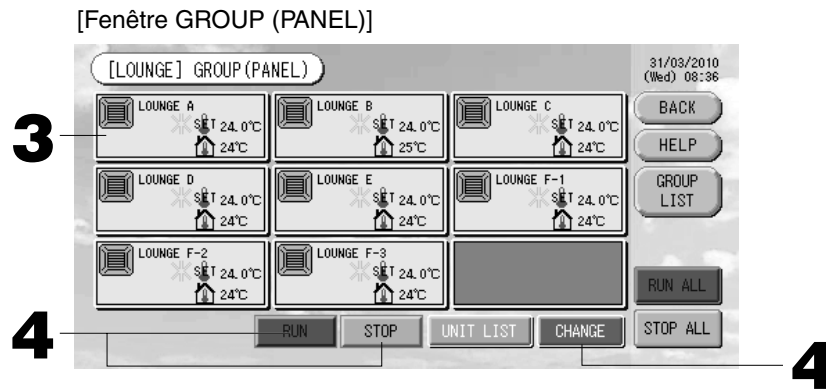 [Fenêtre GROUP (PANEL)]
[LOUNGE] GROUP(PANEL)
31/03/2010
(Wed) 08:36
3
LOUNGE A
SET 24.0℃
24℃
LOUNGE B
SET 24.0℃
25℃
LOUNGE C
SET 24.0℃
24℃
BACK
HELP
LOUNGE D
SET 24.0℃
24℃
LOUNGE E
SET 24.0℃
24℃
LOUNGE F-1
SET 24.0℃
24℃
GROUP
LIST
LOUNGE F-2
SET 24.0℃
24℃
LOUNGE F-3
SET 24.0℃
24℃
RUN ALL
4
RUN
STOP
UNIT LIST
CHANGE
STOP ALL
4